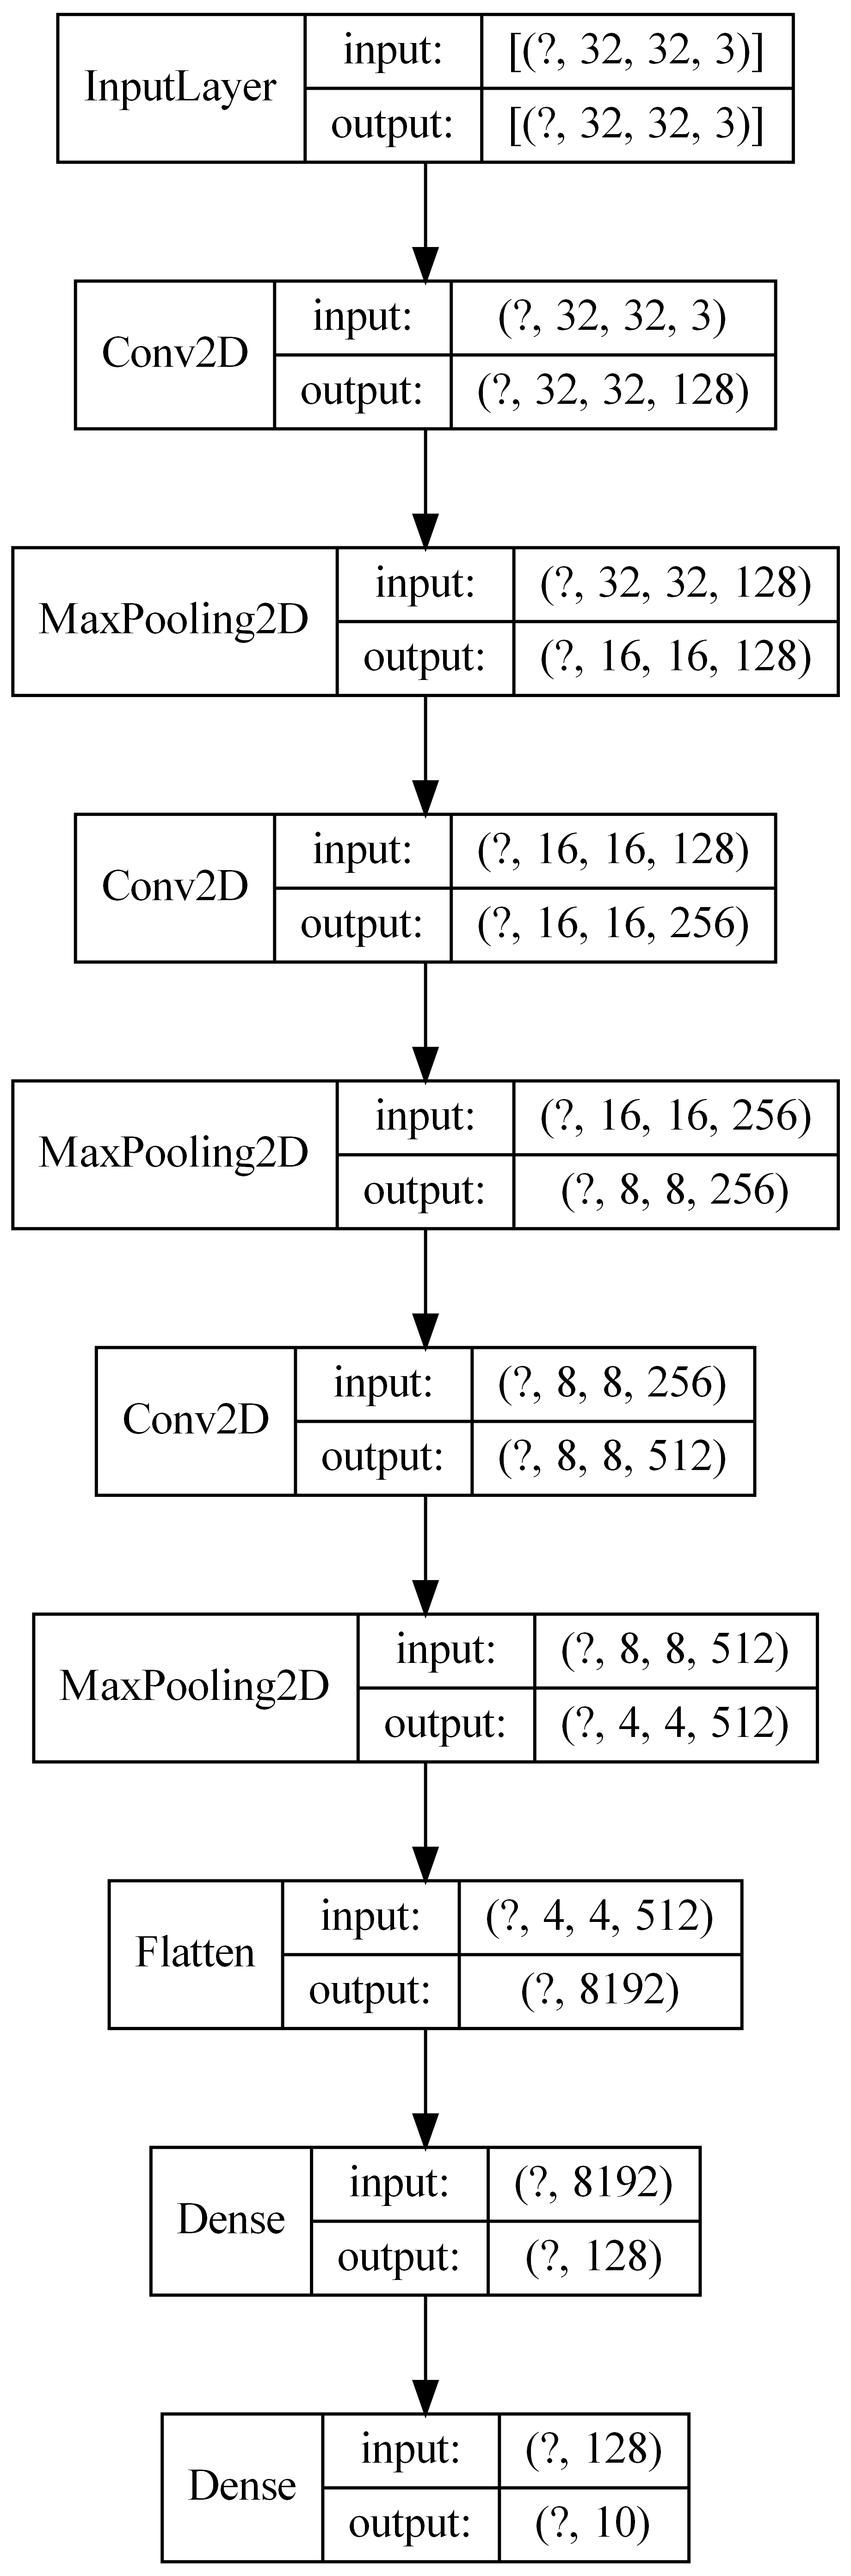 InputLayer
input: [(?, 32, 32, 3)]
output: [(?, 32, 32, 3)]
Conv2D
input: (?, 32, 32, 3)
output: (?, 32, 32, 128)
MaxPooling2D
input: (?, 32, 32, 128)
output: (?, 16, 16, 128)
Conv2D
input: (?, 16, 16, 128)
output: (?, 16, 16, 256)
MaxPooling2D
input: (?, 16, 16, 256)
output: (?, 8, 8, 256)
Conv2D
input: (?, 8, 8, 256)
output: (?, 8, 8, 512)
MaxPooling2D
input: (?, 8, 8, 512)
output: (?, 4, 4, 512)
Flatten
input: (?, 4, 4, 512)
output: (?, 8192)
Dense
input: (?, 8192)
output: (?, 128)
Dense
input: (?, 128)
output: (?, 10)